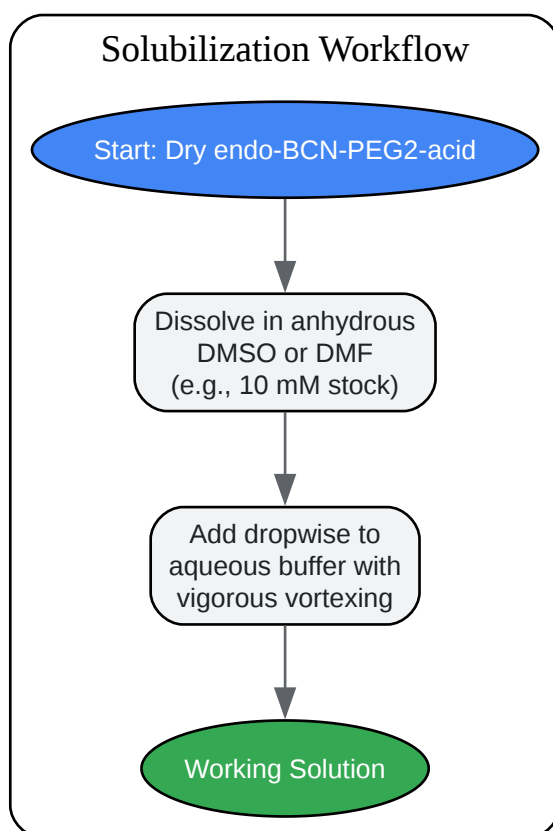 Solubilization Workflow
Start: Dry endo-BCN-PEG2-acid
Dissolve in anhydrous
DMSO or DMF
(e.g., 10 mM stock)
Add dropwise to
aqueous buffer with
vigorous vortexing
Working Solution